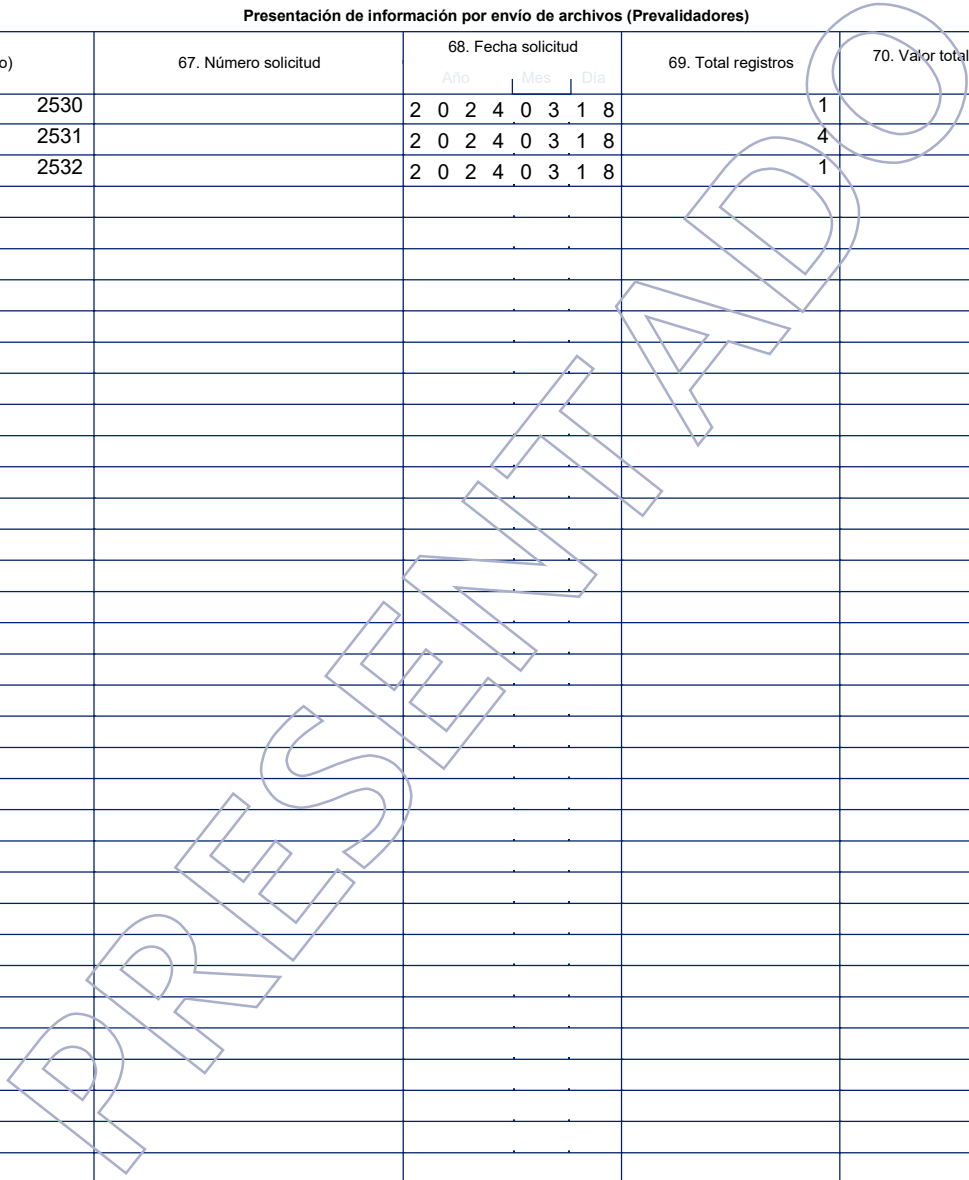 Presentación de información por envío de archivos (Prevalidadores)
o) 67. Número solicitud 68. Fecha solicitud 69. Total registros 70. Valor total
Año Mes Día
2530 2 0 2 4 0 3 1 8 1
2531 2 0 2 4 0 3 1 8 4
2532 2 0 2 4 0 3 1 8 1
PRESENTADO